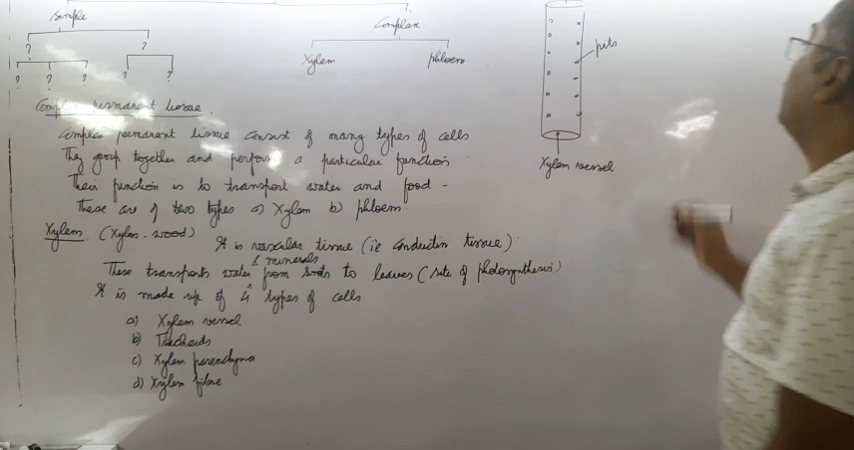 Simple
Complex
? ?
Xylem phloem
? ? ? ? ?
pits
Xylem vessel
permanent tissue
Complex permanent tissue consist of many types of cells
They group together and perform a particular function
Their function is to transport water and food -
These are of two types a) Xylem b) phloem.
Xylem (Xylos - wood) It is vascular tissue (i.e conductin tissue)
& minerals
These transports water ^ from roots to leaves (site of photosynthesis)
It is made up of 4 types of cells
a) Xylem vessel
b) Tracheids
c) Xylem parenchyma
d) Xylem fibre